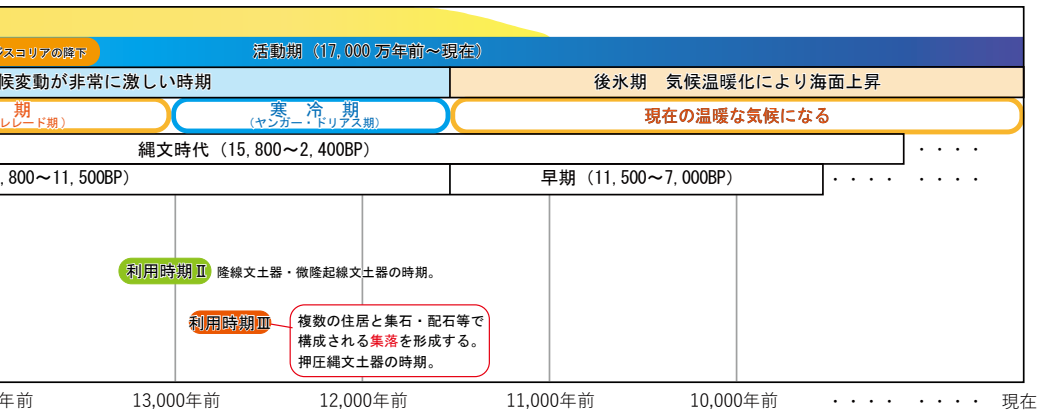 ジスコリアの降下
活動期（17,000 万年前～現在）
候変動が非常に激しい時期
後氷期　気候温暖化により海面上昇
期
レレード期）
寒 冷 期
（ヤンガー・ドリアス期）
現在の温暖な気候になる
縄文時代（15,800～2,400BP）
・・・・
,800～11,500BP）
早期（11,500～7,000BP）
・・・・ ・・・・
利用時期Ⅱ 隆線文土器・微隆起線文土器の時期。
利用時期Ⅲ
複数の住居と集石・配石等で
構成される集落を形成する。
押圧縄文土器の時期。
年前 13,000年前 12,000年前 11,000年前 10,000年前 ・・・・ ・・・・ 現在